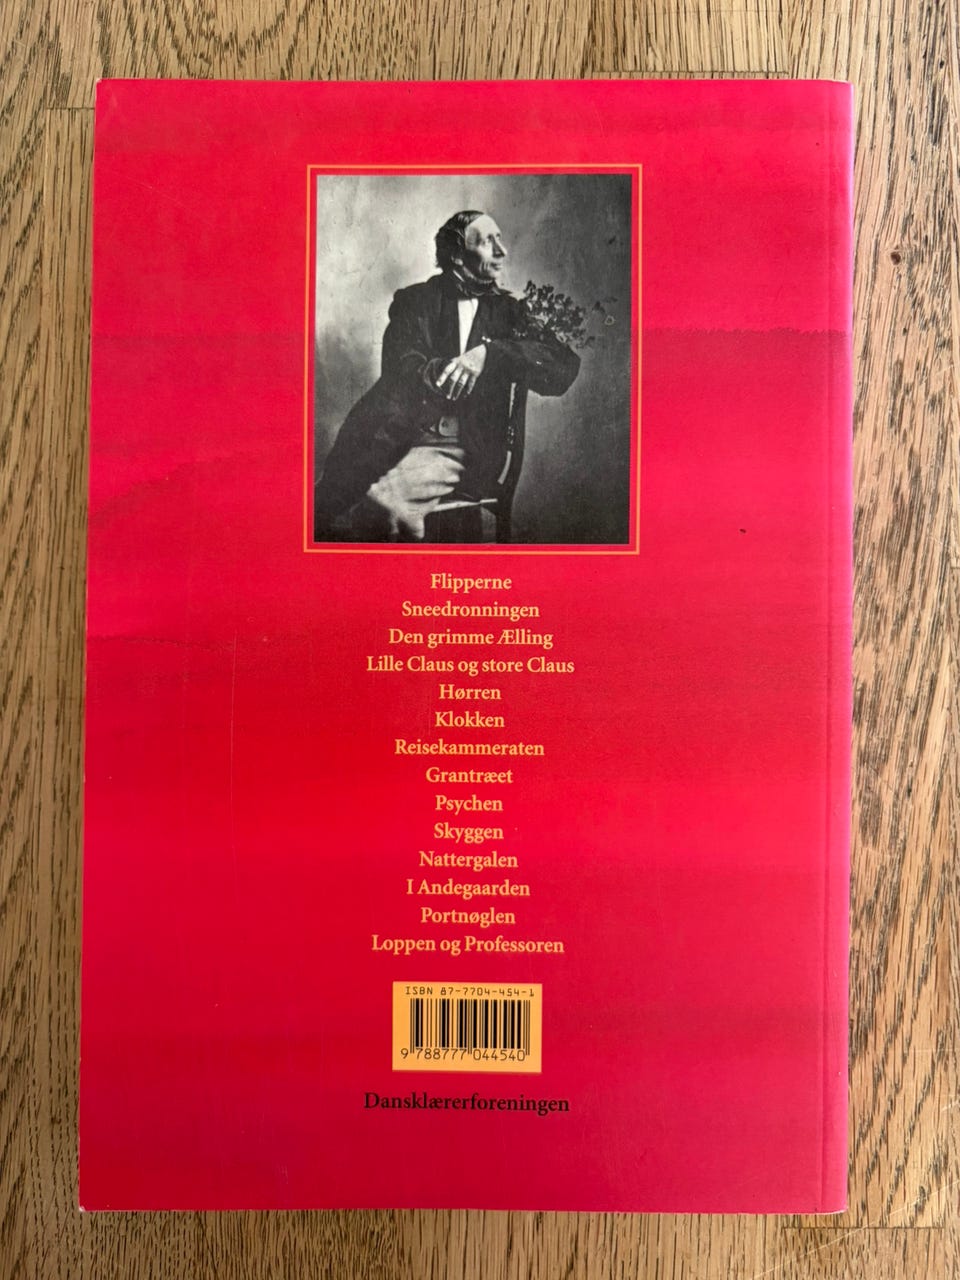 Flipperne
Sneedronningen
Den grimme Ælling
Lille Claus og store Claus
Hørren
Klokken
Reisekammeraten
Grantræet
Psychen
Skyggen
Nattergalen
I Andegaarden
Portnøglen
Loppen og Professoren
ISBN 87-7704-454-1
9 788777 044540
Dansklærerforeningen